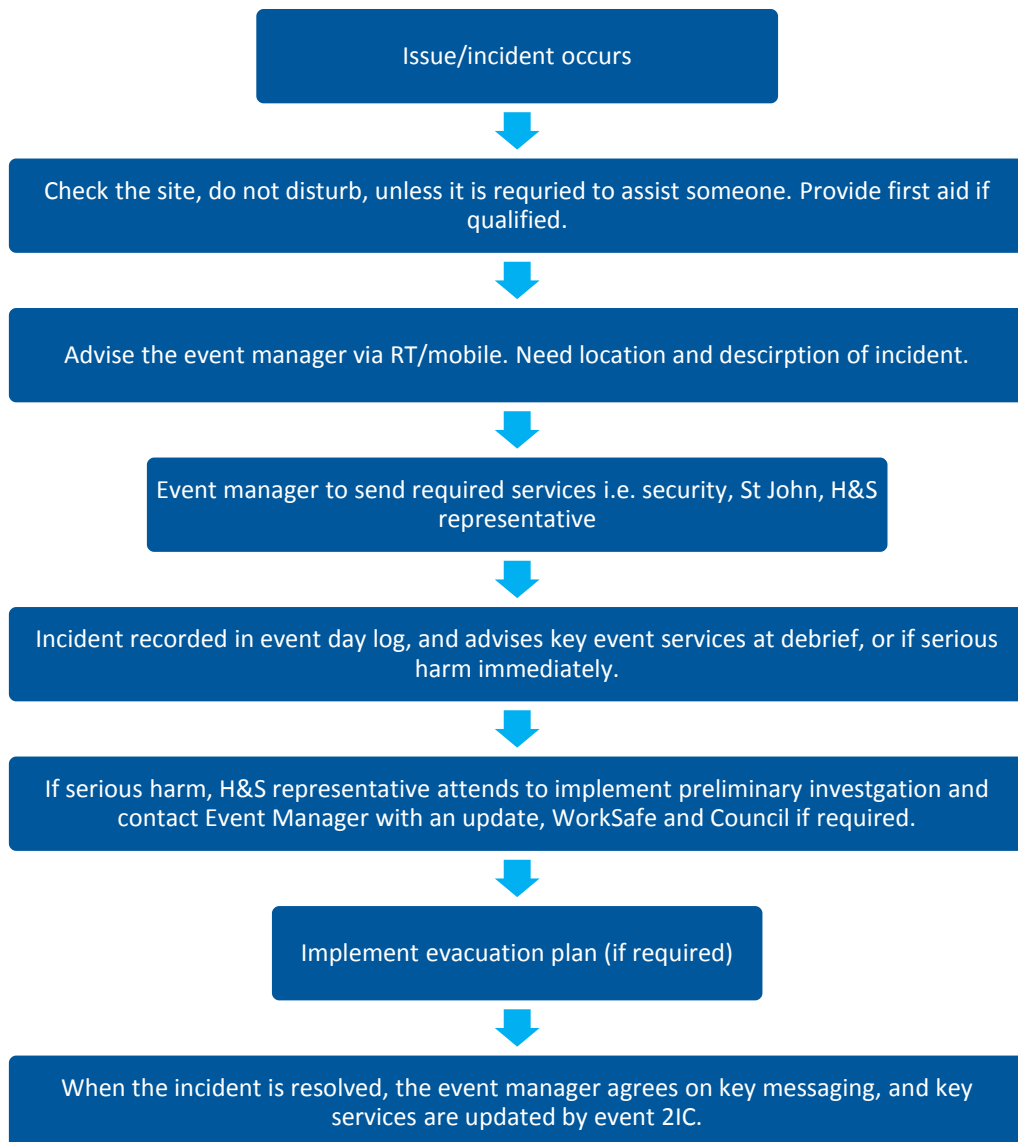 Issue/incident occurs
Check the site, do not disturb, unless it is requried to assist someone. Provide first aid if
qualified.
Advise the event manager via RT/mobile. Need location and descirption of incident.
Event manager to send required services i.e. security, St John, H&S
representative
Incident recorded in event day log, and advises key event services at debrief, or if serious
harm immediately.
If serious harm, H&S representative attends to implement preliminary investgation and
contact Event Manager with an update, WorkSafe and Council if required.
Implement evacuation plan (if required)
When the incident is resolved, the event manager agrees on key messaging, and key
services are updated by event 2IC.